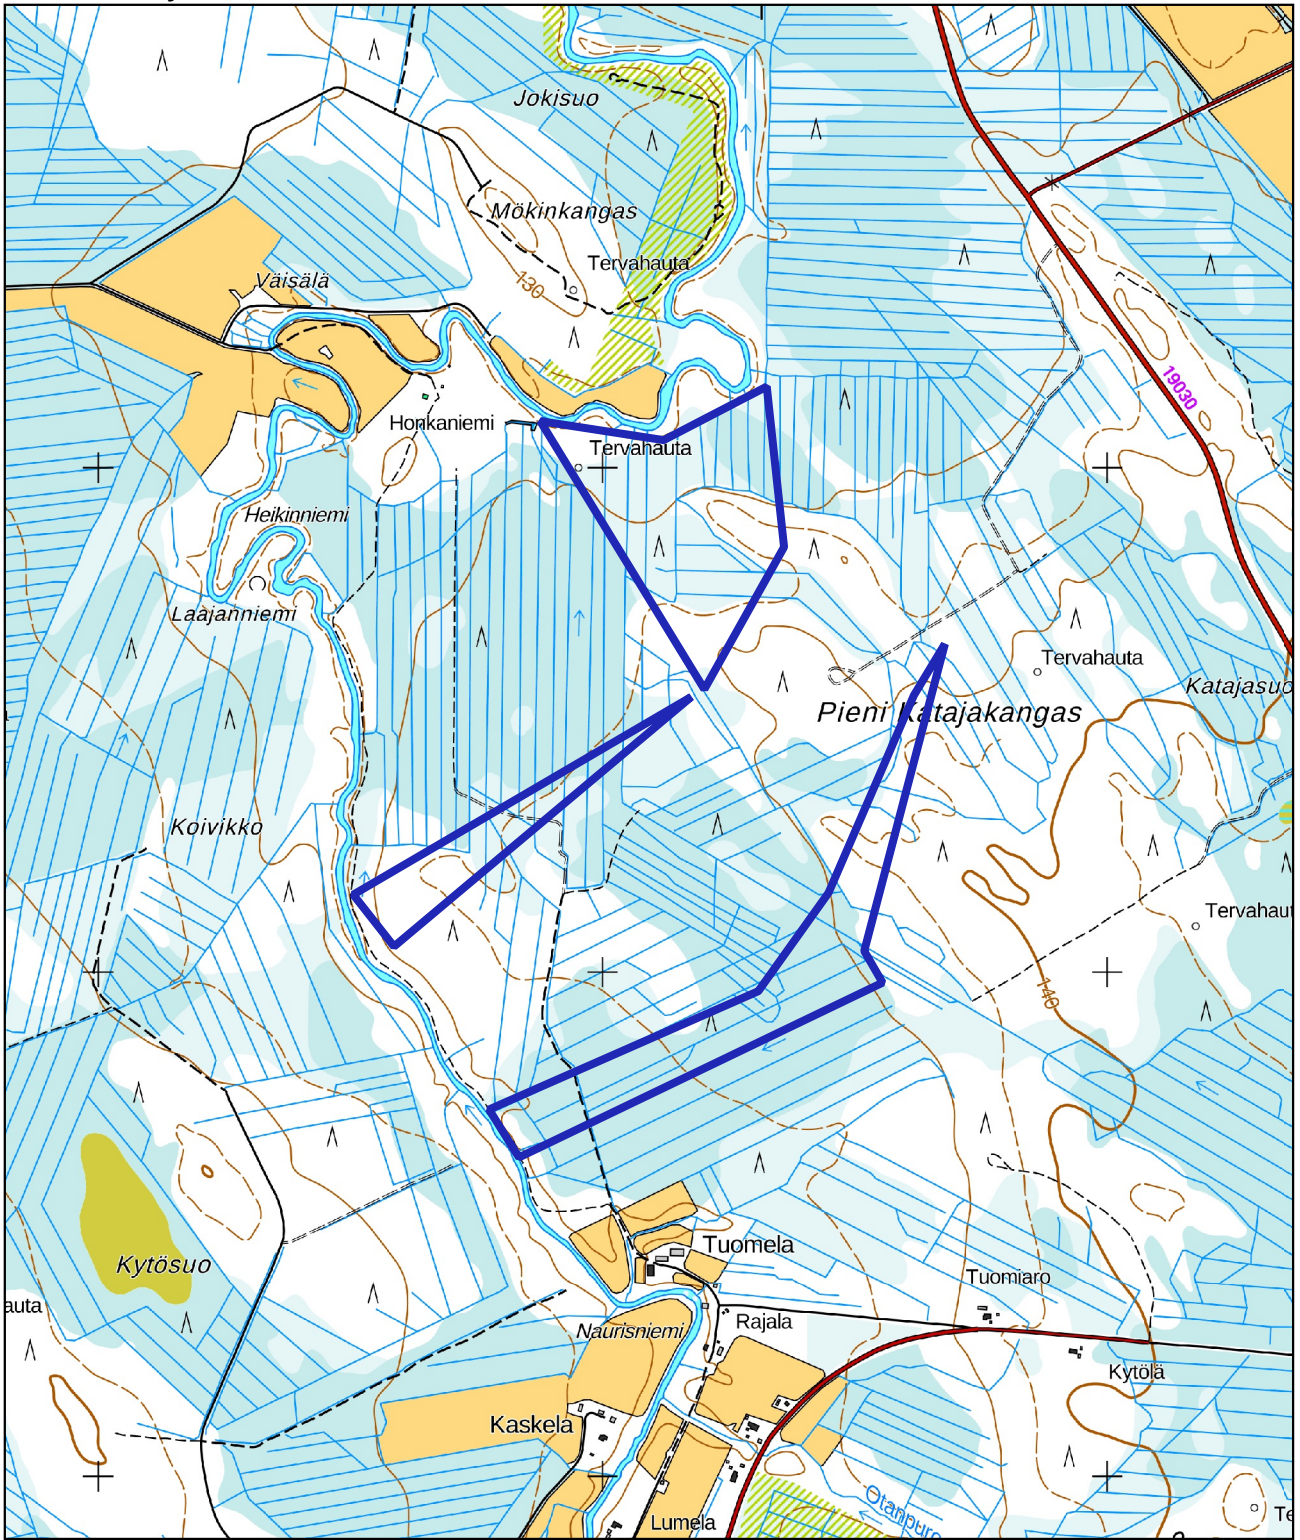 Jokisuo
Mökinkangas
Tervahauta
130
Väisälä
19030
Honkaniemi
Tervahauta
Heikinniemi
Laajanniemi
Tervahauta
Katajasuo
Pieni Katajakangas
Koivikko
Tervahaut
140
Kytösuo
Tuomela
Tuomiaro
auta
Naurisniemi
Rajala
Kytölä
Kaskela
Otanpuro
Lumela
Te